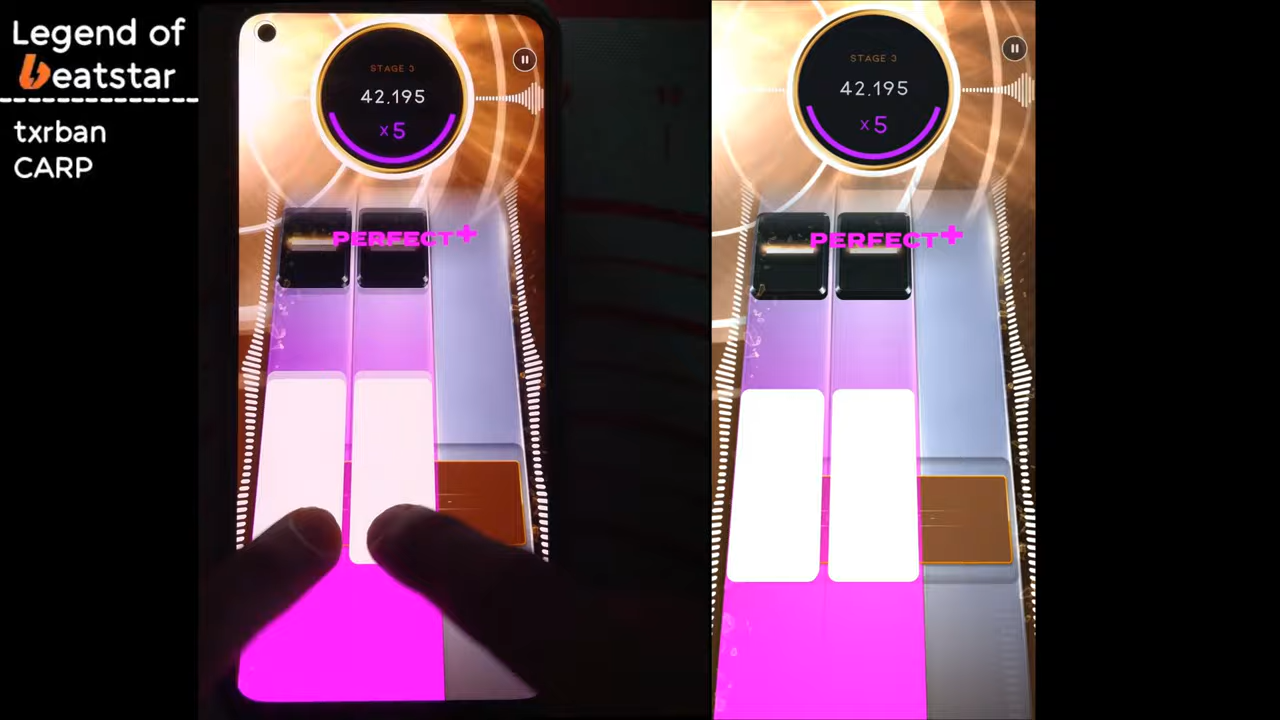 Legend of
beatstar
txrban
CARP
STAGE 3
42.195
x5
PERFECT+
STAGE 3
42.195
x5
PERFECT+